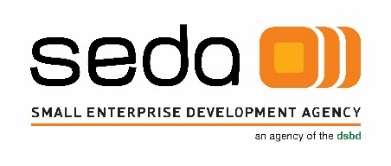 seda
SMALL ENTERPRISE DEVELOPMENT AGENCY
an agency of the dsbd